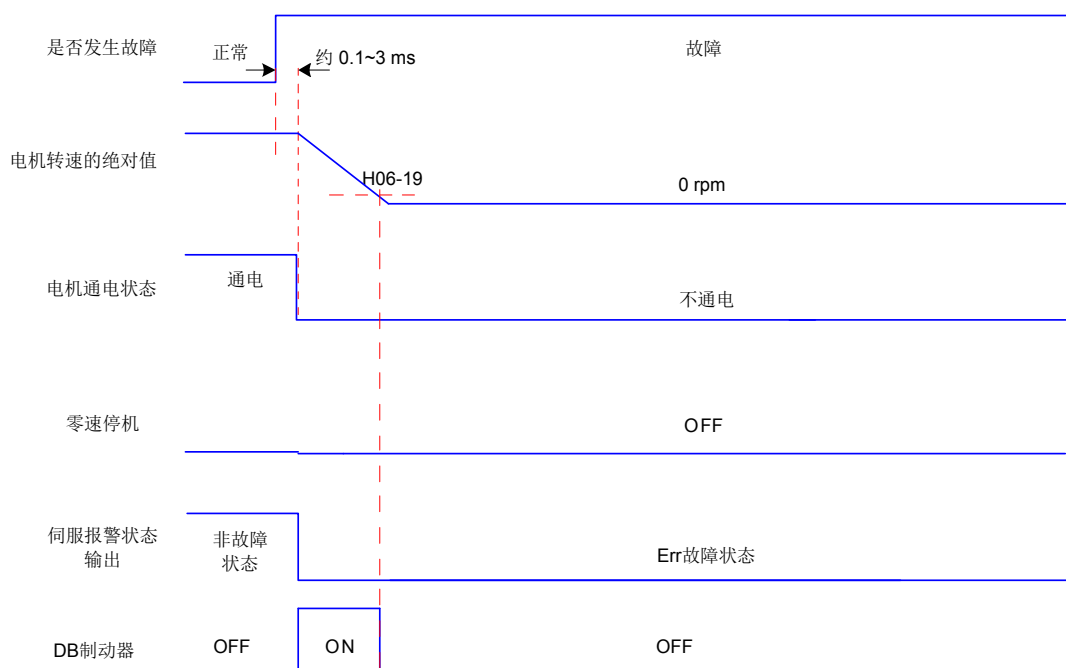 是否发生故障
正常
约 0.1~3 ms
故障
电机转速的绝对值
H06-19
0 rpm
电机通电状态
通电
不通电
零速停机
OFF
伺服报警状态
输出
非故障
状态
Err故障状态
DB制动器
OFF
ON
OFF